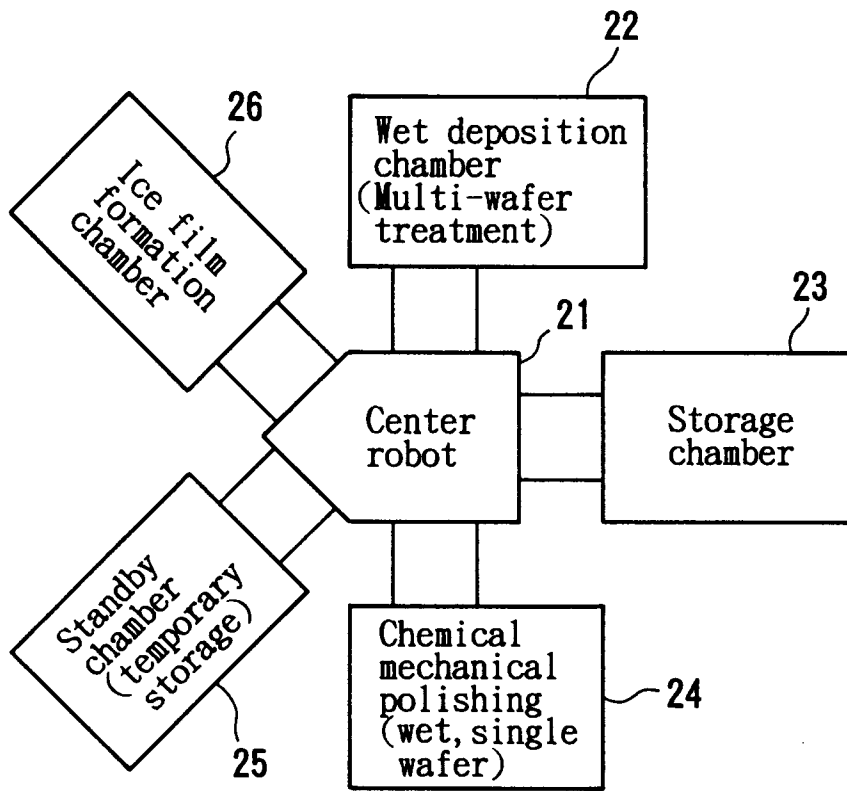 22
Wet deposition
chamber
(Multi-wafer
treatment)
26
Ice film
formation
chamber
21
Center
robot
23
Storage
chamber
Standby
chamber
(temporary
storage)
25
Chemical
mechanical
polishing
(wet, single
wafer)
24